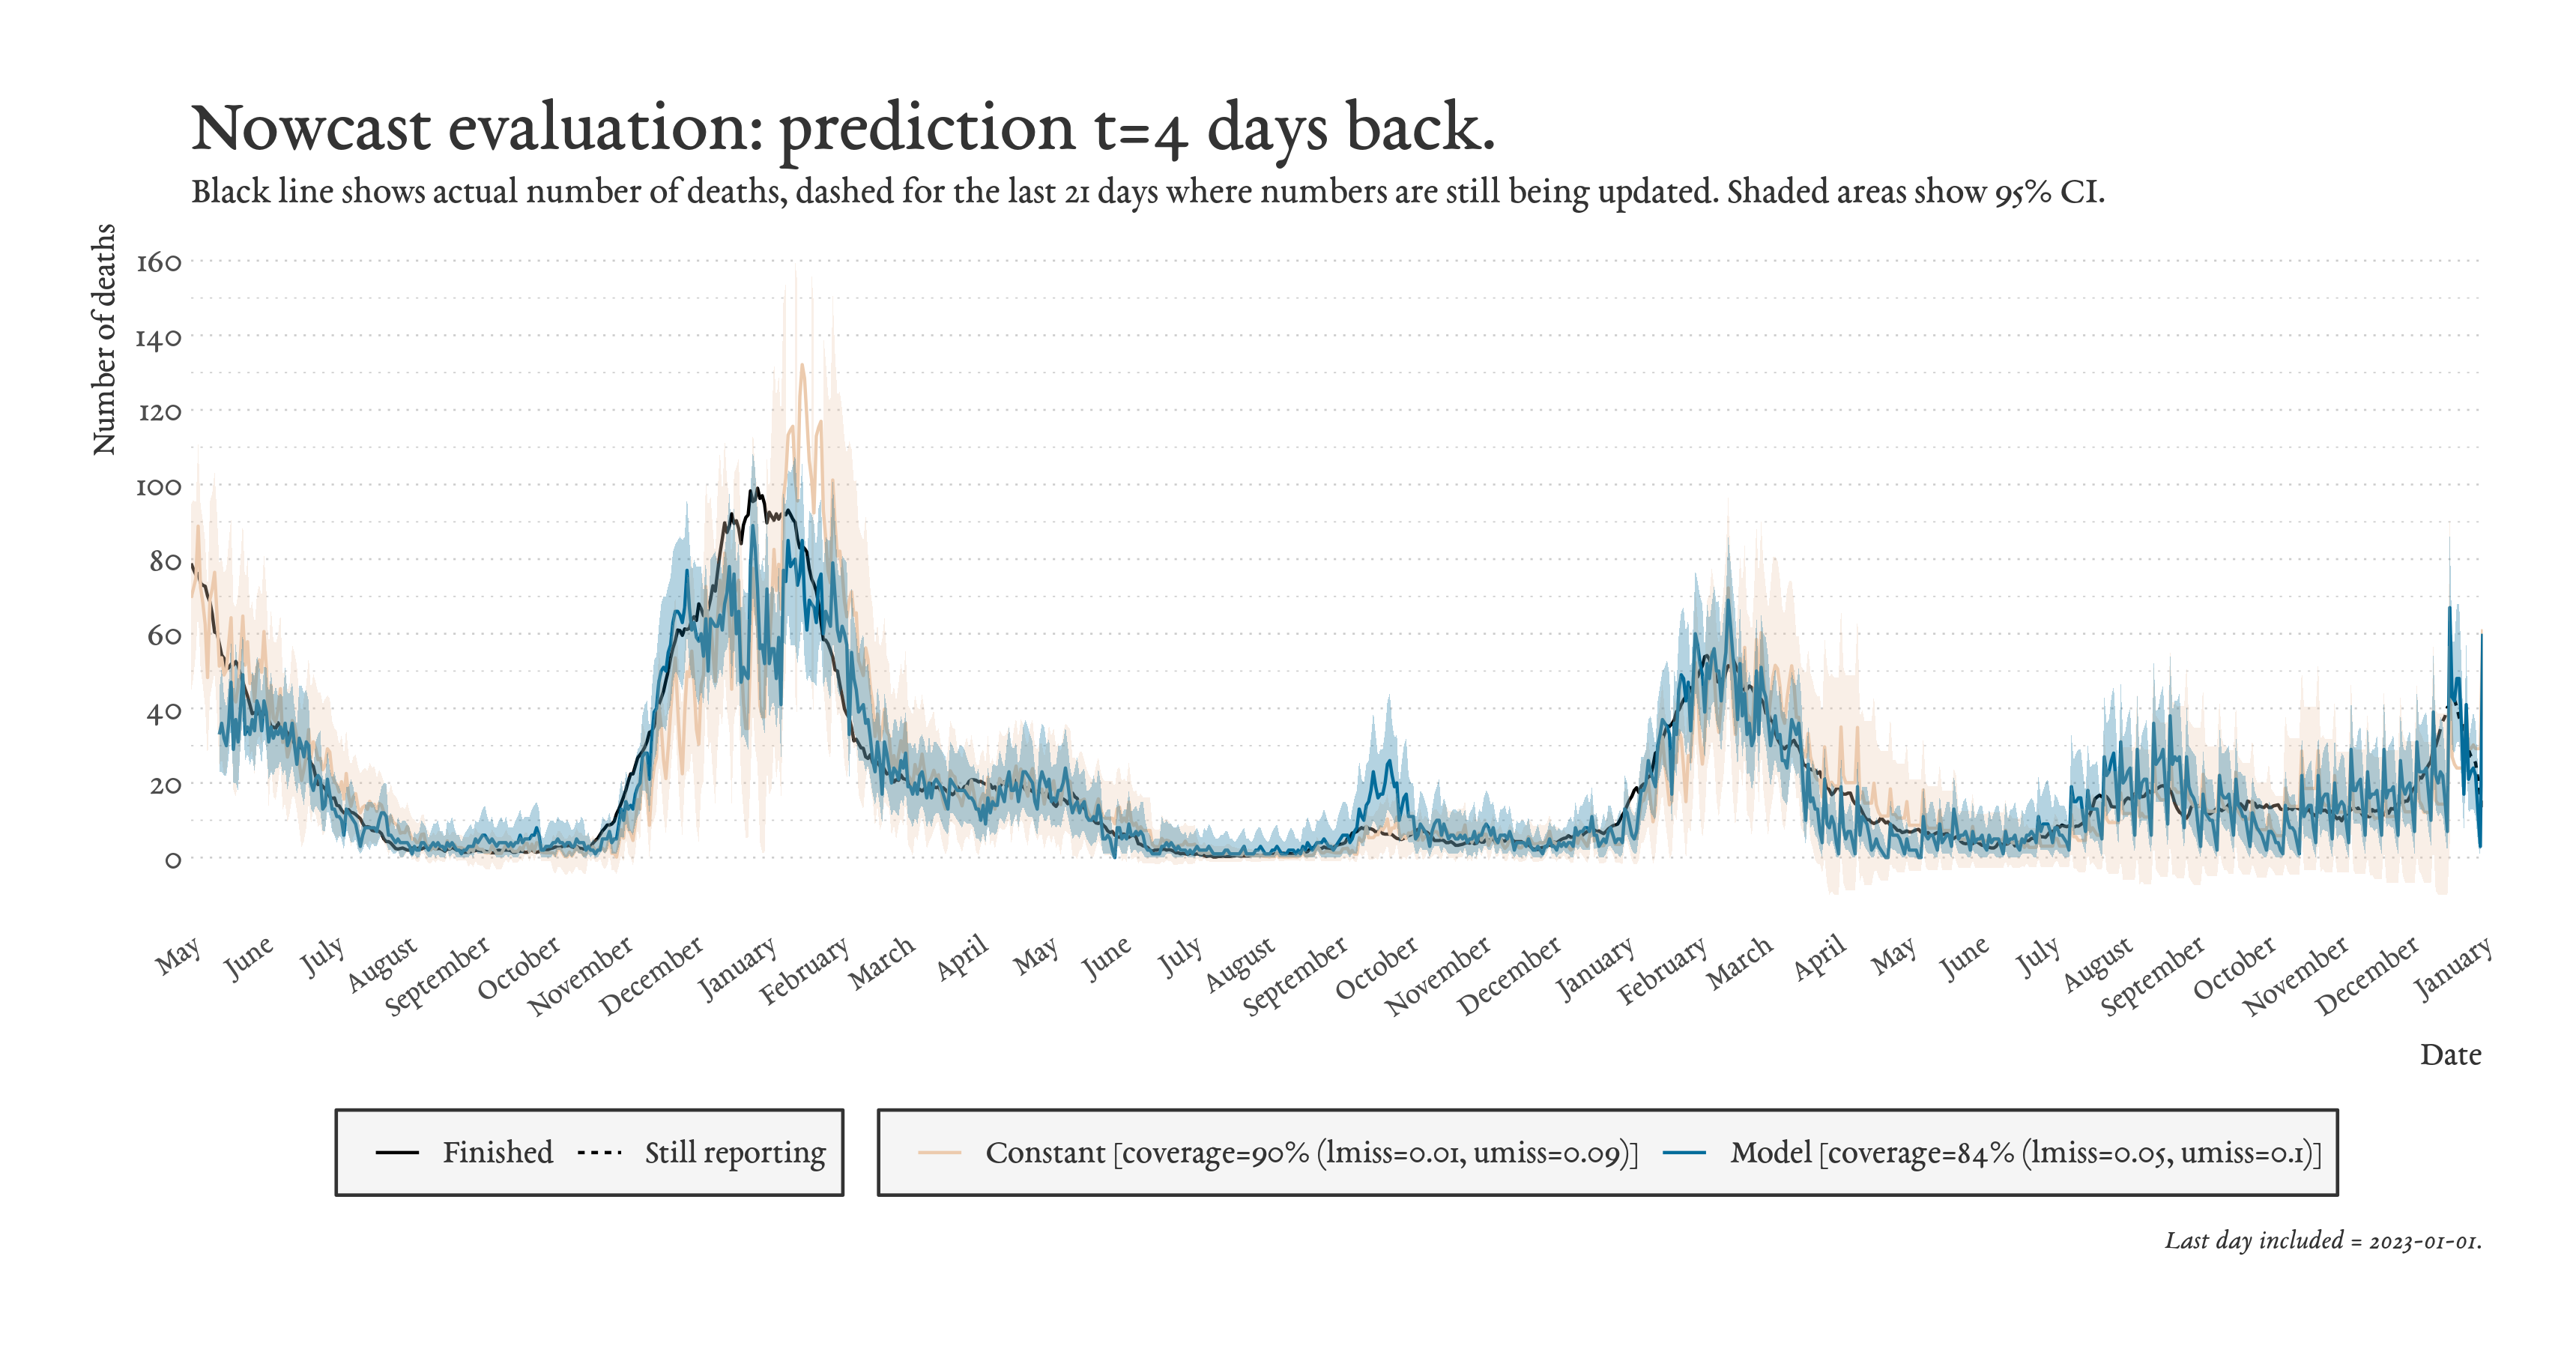 Nowcast evaluation: prediction t=4 days back.
Black line shows actual number of deaths, dashed for the last 21 days where numbers are still being updated. Shaded areas show 95% CI.
Number of deaths
160
140
120
100
80
60
40
20
0
May
June
July
August
September
October
November
December
January
February
March
April
May
June
July
August
September
October
November
December
January
February
March
April
May
June
July
August
September
October
November
December
January
Date
Finished
Still reporting
Constant [coverage=90% (lmiss=0.01, umiss=0.09)]
Model [coverage=84% (lmiss=0.05, umiss=0.1)]
Last day included = 2023-01-01.